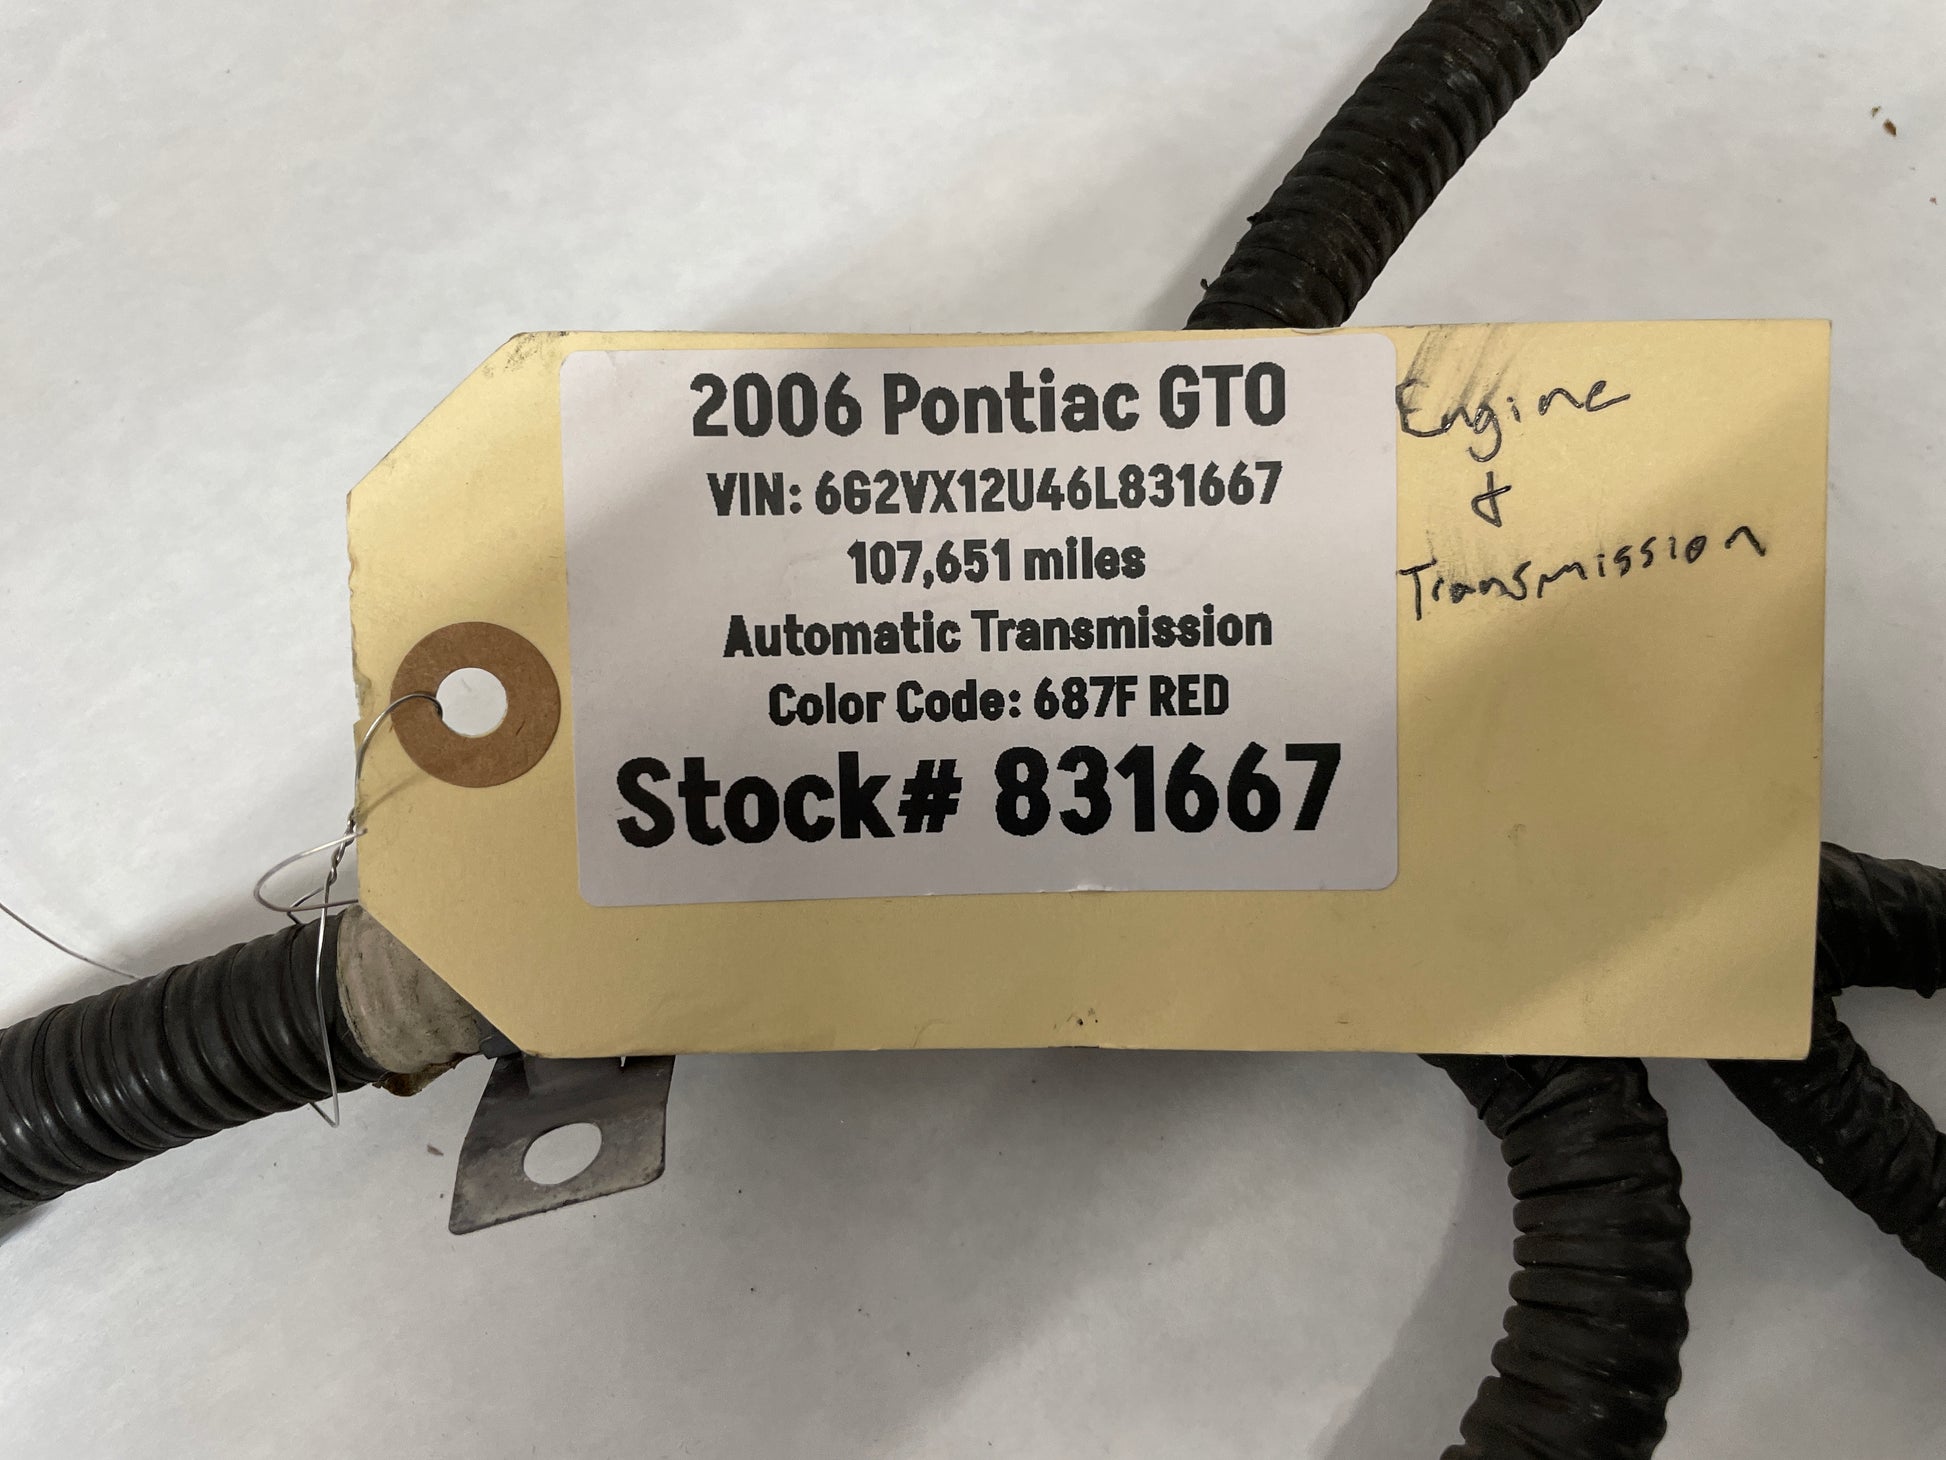 2006 Pontiac GTO
VIN: 6G2VX12U46L831667
107,651 miles
Automatic Transmission
Color Code: 687F RED
Stock# 831667
Engine
&
Transmission